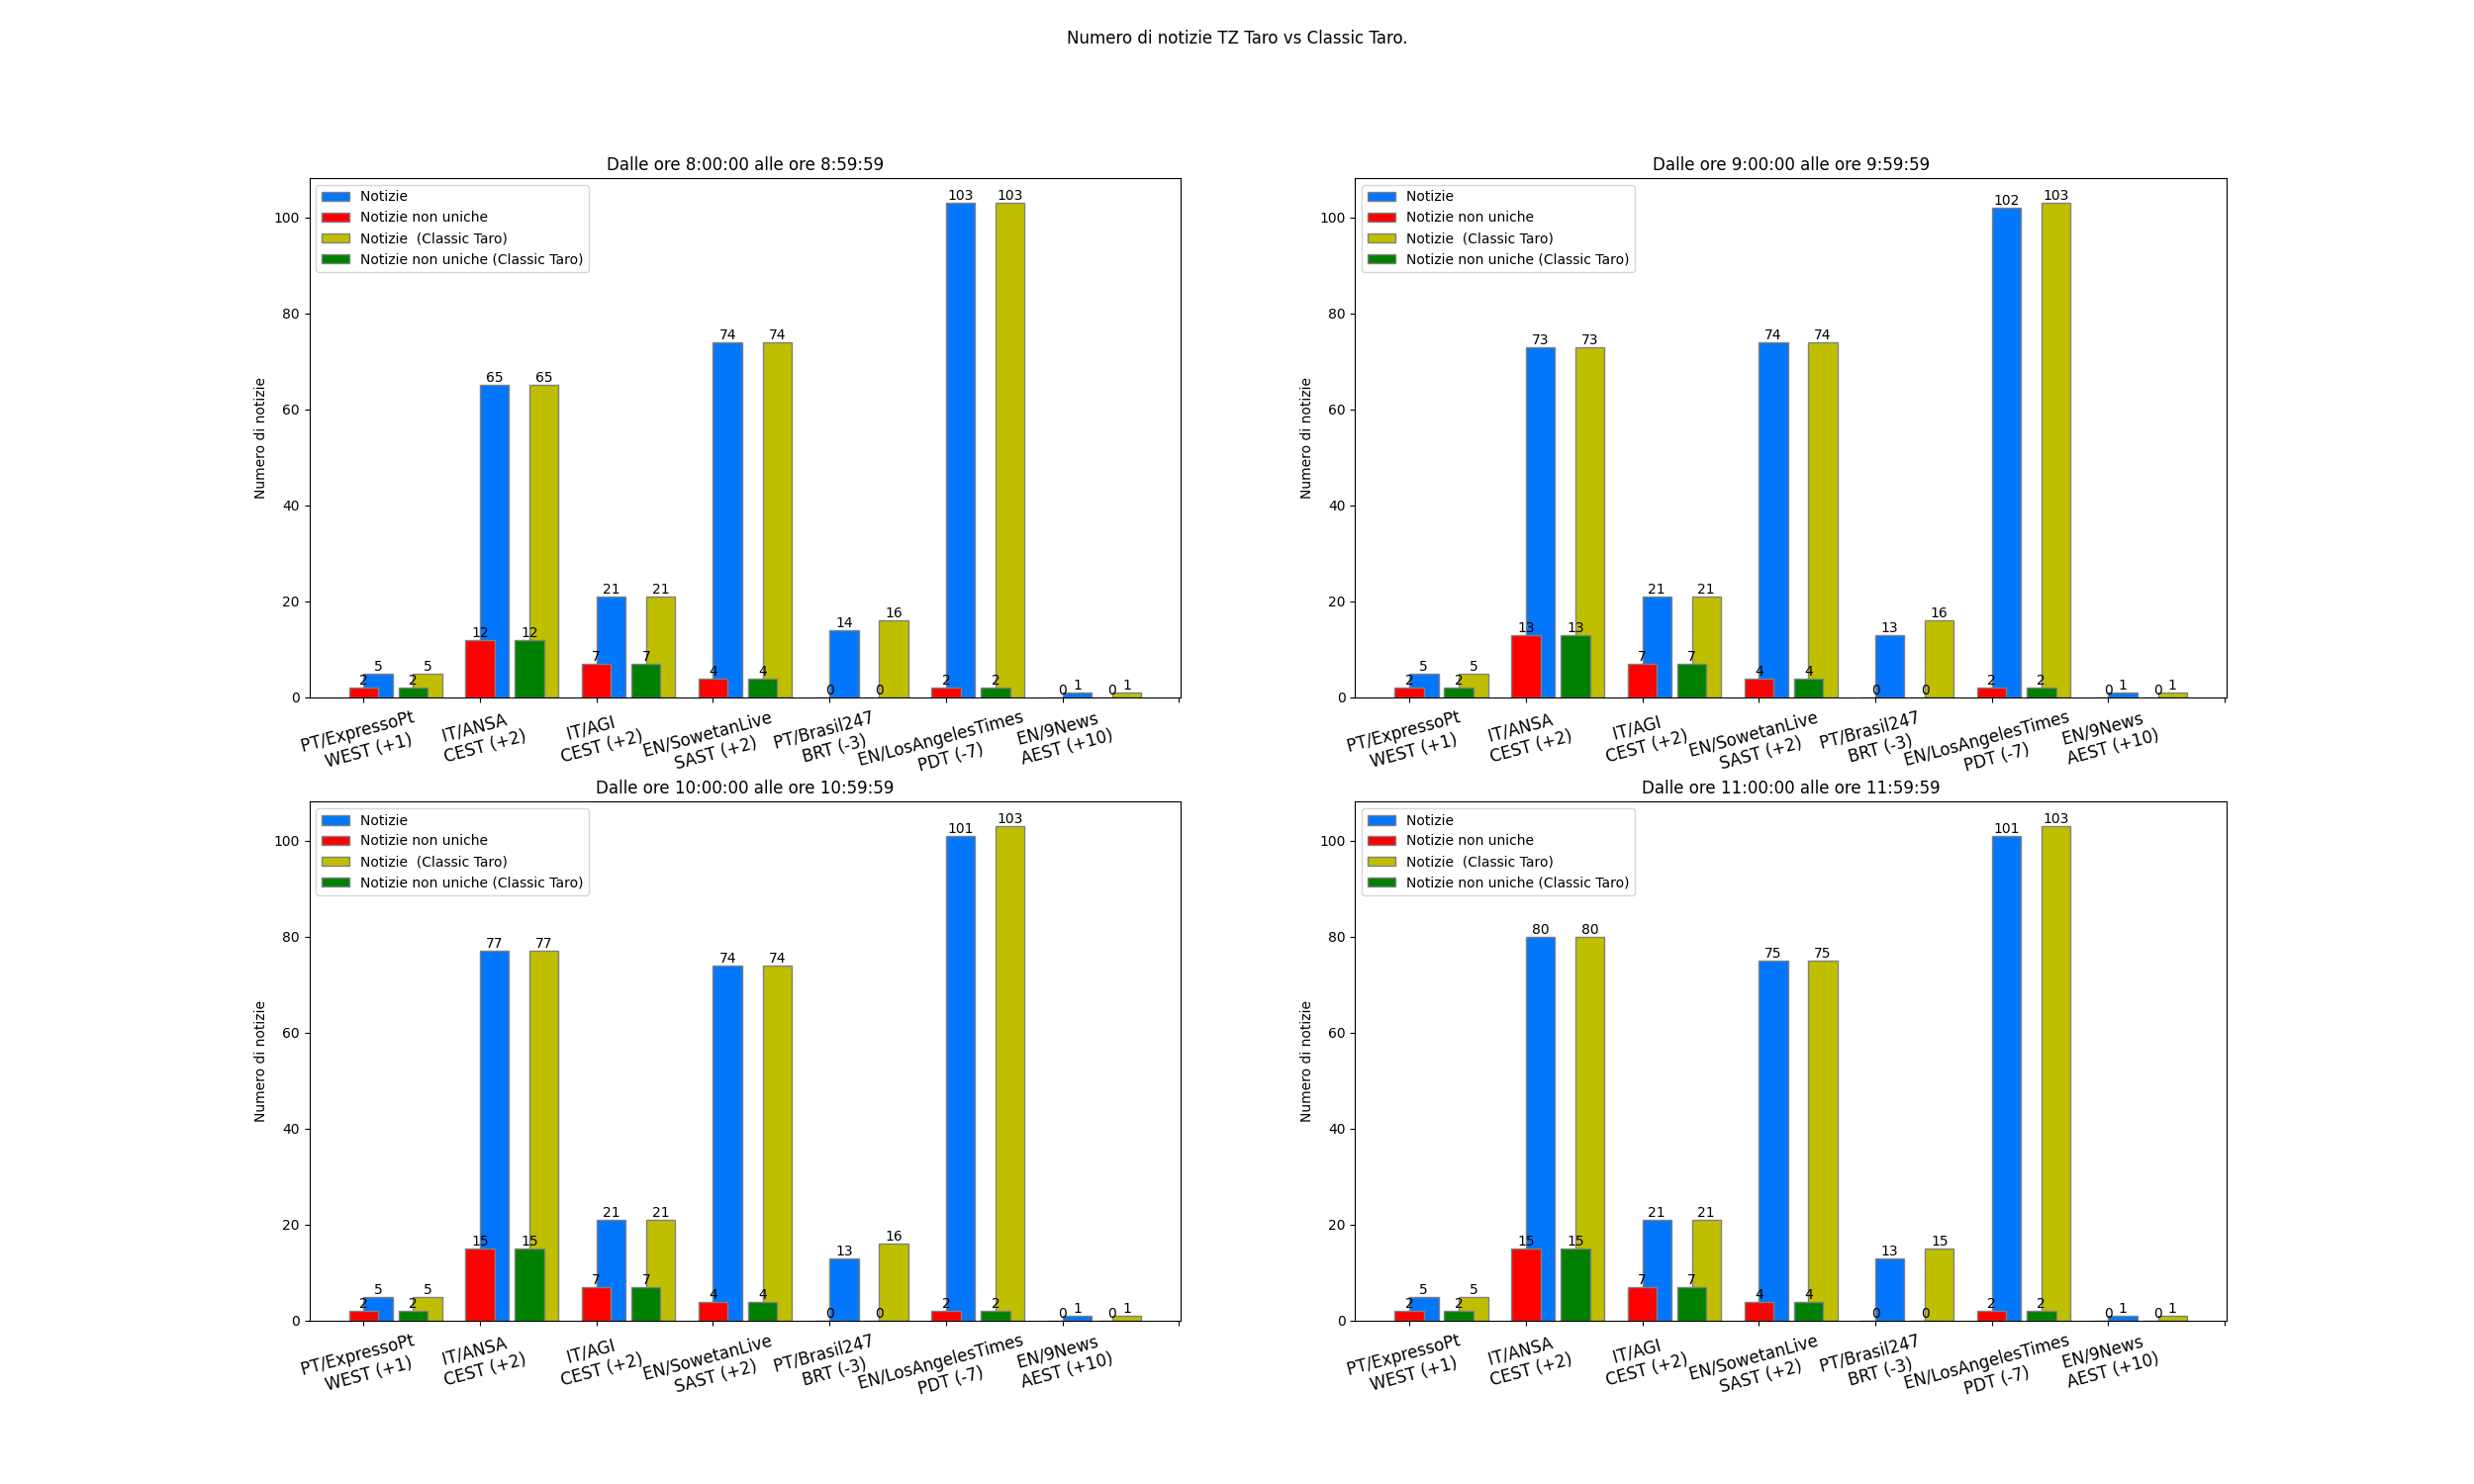 Numero di notizie TZ Taro vs Classic Taro.
Dalle ore 8:00:00 alle ore 8:59:59
Notizie
Notizie non uniche
Notizie  (Classic Taro)
Notizie non uniche (Classic Taro)
Numero di notizie
100
80
60
40
20
0
2 5 2 5
12 65 12 65
7 21 7 21
4 74 4 74
0 14 0 16
2 103 2 103
0 1 0 1
PT/ExpressoPt
WEST (+1)
IT/ANSA
CEST (+2)
IT/AGI
CEST (+2)
EN/SowetanLive
SAST (+2)
PT/Brasil247
BRT (-3)
EN/LosAngelesTimes
PDT (-7)
EN/9News
AEST (+10)
Dalle ore 9:00:00 alle ore 9:59:59
Notizie
Notizie non uniche
Notizie  (Classic Taro)
Notizie non uniche (Classic Taro)
Numero di notizie
100
80
60
40
20
0
2 5 2 5
13 73 13 73
7 21 7 21
4 74 4 74
0 13 0 16
2 102 2 103
0 1 0 1
PT/ExpressoPt
WEST (+1)
IT/ANSA
CEST (+2)
IT/AGI
CEST (+2)
EN/SowetanLive
SAST (+2)
PT/Brasil247
BRT (-3)
EN/LosAngelesTimes
PDT (-7)
EN/9News
AEST (+10)
Dalle ore 10:00:00 alle ore 10:59:59
Notizie
Notizie non uniche
Notizie  (Classic Taro)
Notizie non uniche (Classic Taro)
Numero di notizie
100
80
60
40
20
0
2 5 2 5
15 77 15 77
7 21 7 21
4 74 4 74
0 13 0 16
2 101 2 103
0 1 0 1
PT/ExpressoPt
WEST (+1)
IT/ANSA
CEST (+2)
IT/AGI
CEST (+2)
EN/SowetanLive
SAST (+2)
PT/Brasil247
BRT (-3)
EN/LosAngelesTimes
PDT (-7)
EN/9News
AEST (+10)
Dalle ore 11:00:00 alle ore 11:59:59
Notizie
Notizie non uniche
Notizie  (Classic Taro)
Notizie non uniche (Classic Taro)
Numero di notizie
100
80
60
40
20
0
2 5 2 5
15 80 15 80
7 21 7 21
4 75 4 75
0 13 0 15
2 101 2 103
0 1 0 1
PT/ExpressoPt
WEST (+1)
IT/ANSA
CEST (+2)
IT/AGI
CEST (+2)
EN/SowetanLive
SAST (+2)
PT/Brasil247
BRT (-3)
EN/LosAngelesTimes
PDT (-7)
EN/9News
AEST (+10)